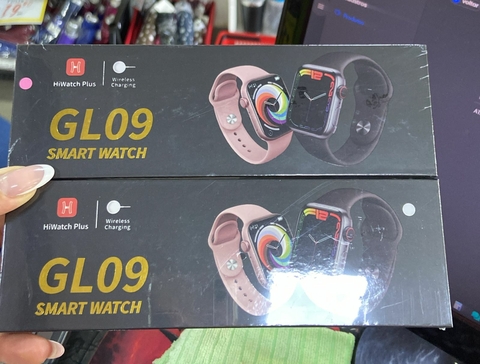 HiWatch Plus
Wireless
Charging
GL09
SMART WATCH
HiWatch Plus
Wireless
Charging
GL09
SMART WATCH